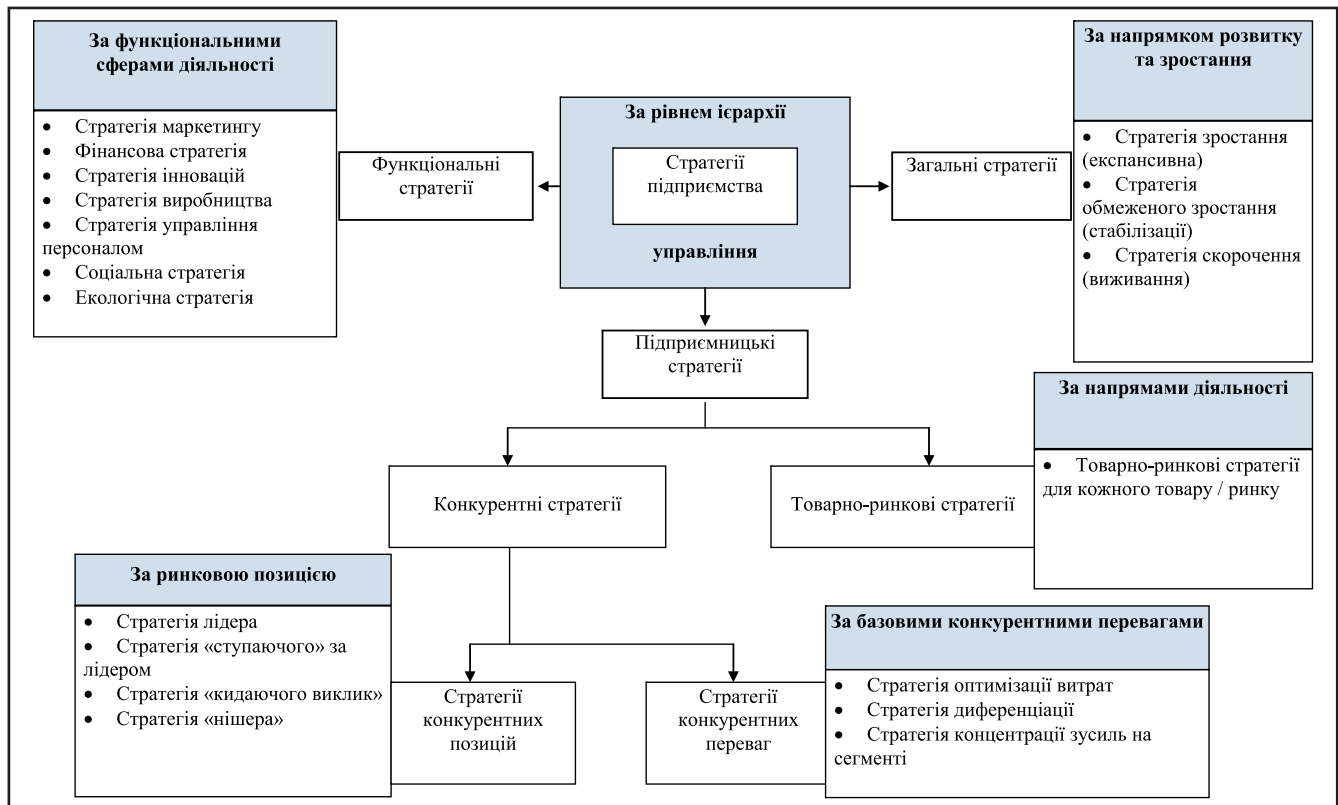 За функціональними
сферами діяльності
• Стратегія маркетингу
• Фінансова стратегія
• Стратегія інновацій
• Стратегія виробництва
• Стратегія управління
персоналом
• Соціальна стратегія
• Екологічна стратегія
Функціональні
стратегії
За рівнем ієрархії
Стратегії
підприємства
управління
Загальні стратегії
За напрямком розвитку
та зростання
• Стратегія зростання
(експансивна)
• Стратегія
обмеженого зростання
(стабілізації)
• Стратегія скорочення
(виживання)
Підприємницькі
стратегії
Конкурентні стратегії
Товарно-ринкові стратегії
За напрямами діяльності
• Товарно-ринкові стратегії
для кожного товару / ринку
За ринковою позицією
• Стратегія лідера
• Стратегія «ступаючого» за
лідером
• Стратегія «кидаючого виклик»
• Стратегія «нішера»
Стратегії
конкурентних
позицій
Стратегії
конкурентних
переваг
За базовими конкурентними перевагами
• Стратегія оптимізації витрат
• Стратегія диференціації
• Стратегія концентрації зусиль на
сегменті